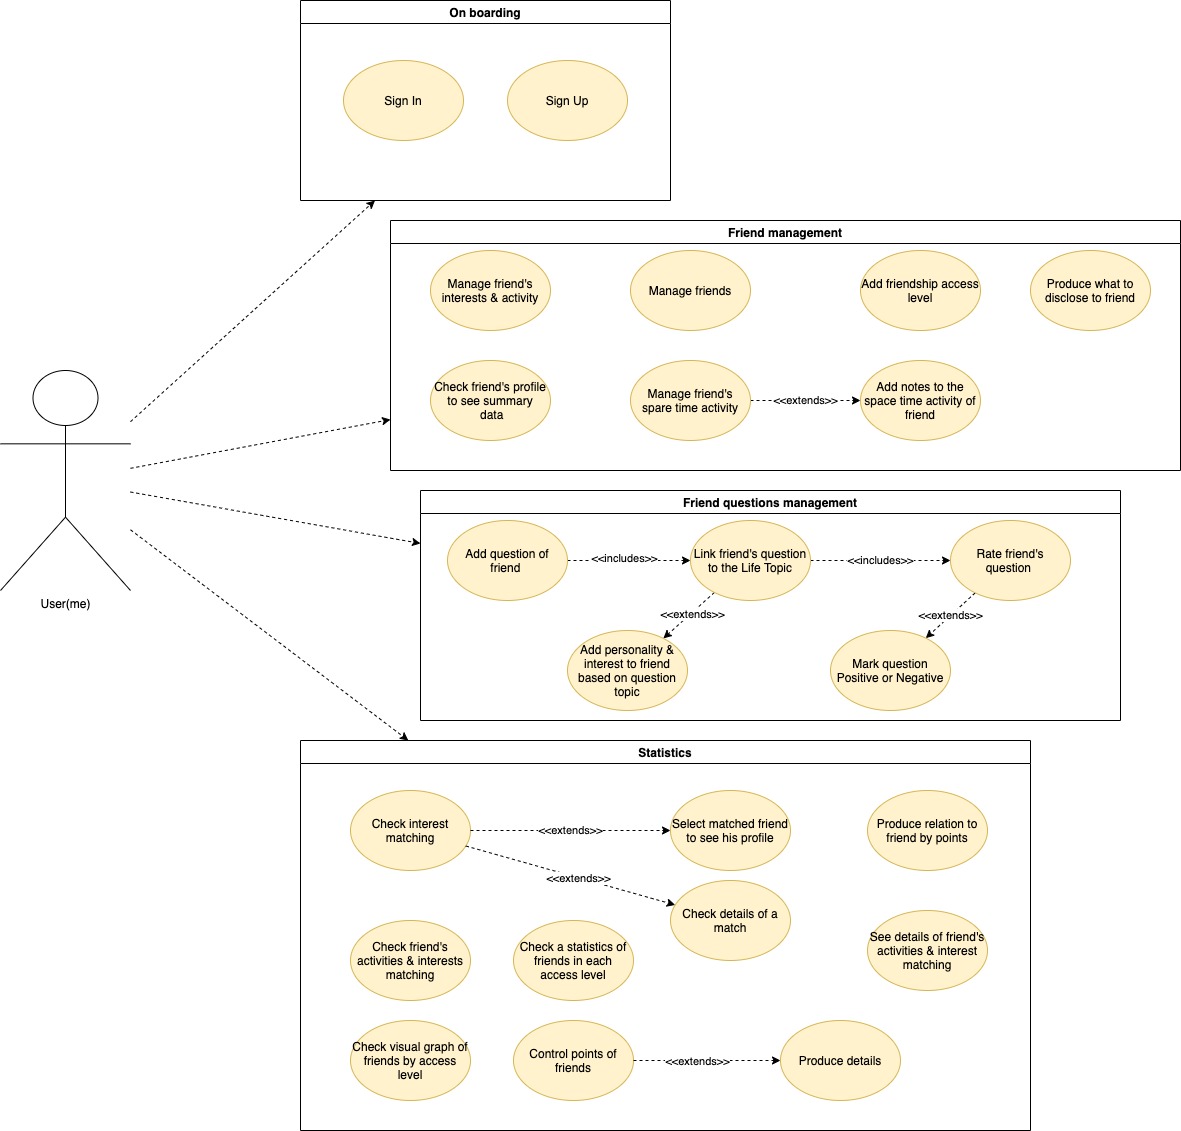 On boarding
Sign In
Sign Up
Friend management
Manage friend's
interests & activity
Manage friends
Add friendship access
level
Produce what to
disclose to friend
Check friend's profile
to see summary
data
Manage friend's
spare time activity
<<extends>>
Add notes to the
space time activity of
friend
User(me)
Friend questions management
Add question of
friend
<<includes>>
Link friend's question
to the Life Topic
<<includes>>
Rate friend's
question
<<extends>>
<<extends>>
Add personality &
interest to friend
based on question
topic
Mark question
Positive or Negative
Statistics
Check interest
matching
<<extends>>
Select matched friend
to see his profile
Produce relation to
friend by points
<<extends>>
Check details of a
match
Check friend's
activities & interests
matching
Check a statistics of
friends in each
access level
See details of friend's
activities & interest
matching
Check visual graph of
friends by access
level
Control points of
friends
<<extends>>
Produce details